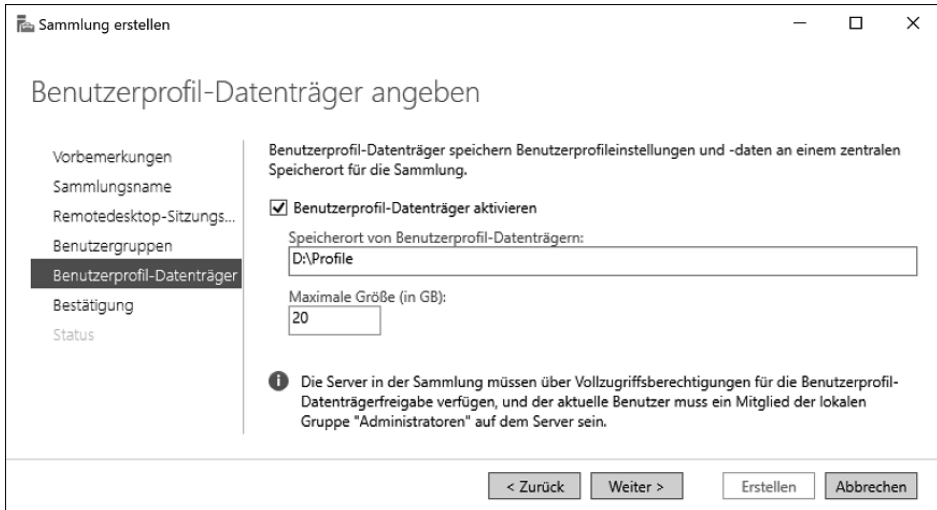 Sammlung erstellen
Benutzerprofil-Datenträger angeben
Vorbemerkungen
Sammlungsname
Remotedesktop-Sitzungs...
Benutzergruppen
Benutzerprofil-Datenträger
Bestätigung
Status
Benutzerprofil-Datenträger speichern Benutzerprofileinstellungen und -daten an einem zentralen
Speicherort für die Sammlung.
Benutzerprofil-Datenträger aktivieren
Speicherort von Benutzerprofil-Datenträgern:
D:\Profile
Maximale Größe (in GB):
20
Die Server in der Sammlung müssen über Vollzugriffsberechtigungen für die Benutzerprofil-
Datenträgerfreigabe verfügen, und der aktuelle Benutzer muss ein Mitglied der lokalen
Gruppe "Administratoren" auf dem Server sein.
< Zurück
Weiter >
Erstellen
Abbrechen